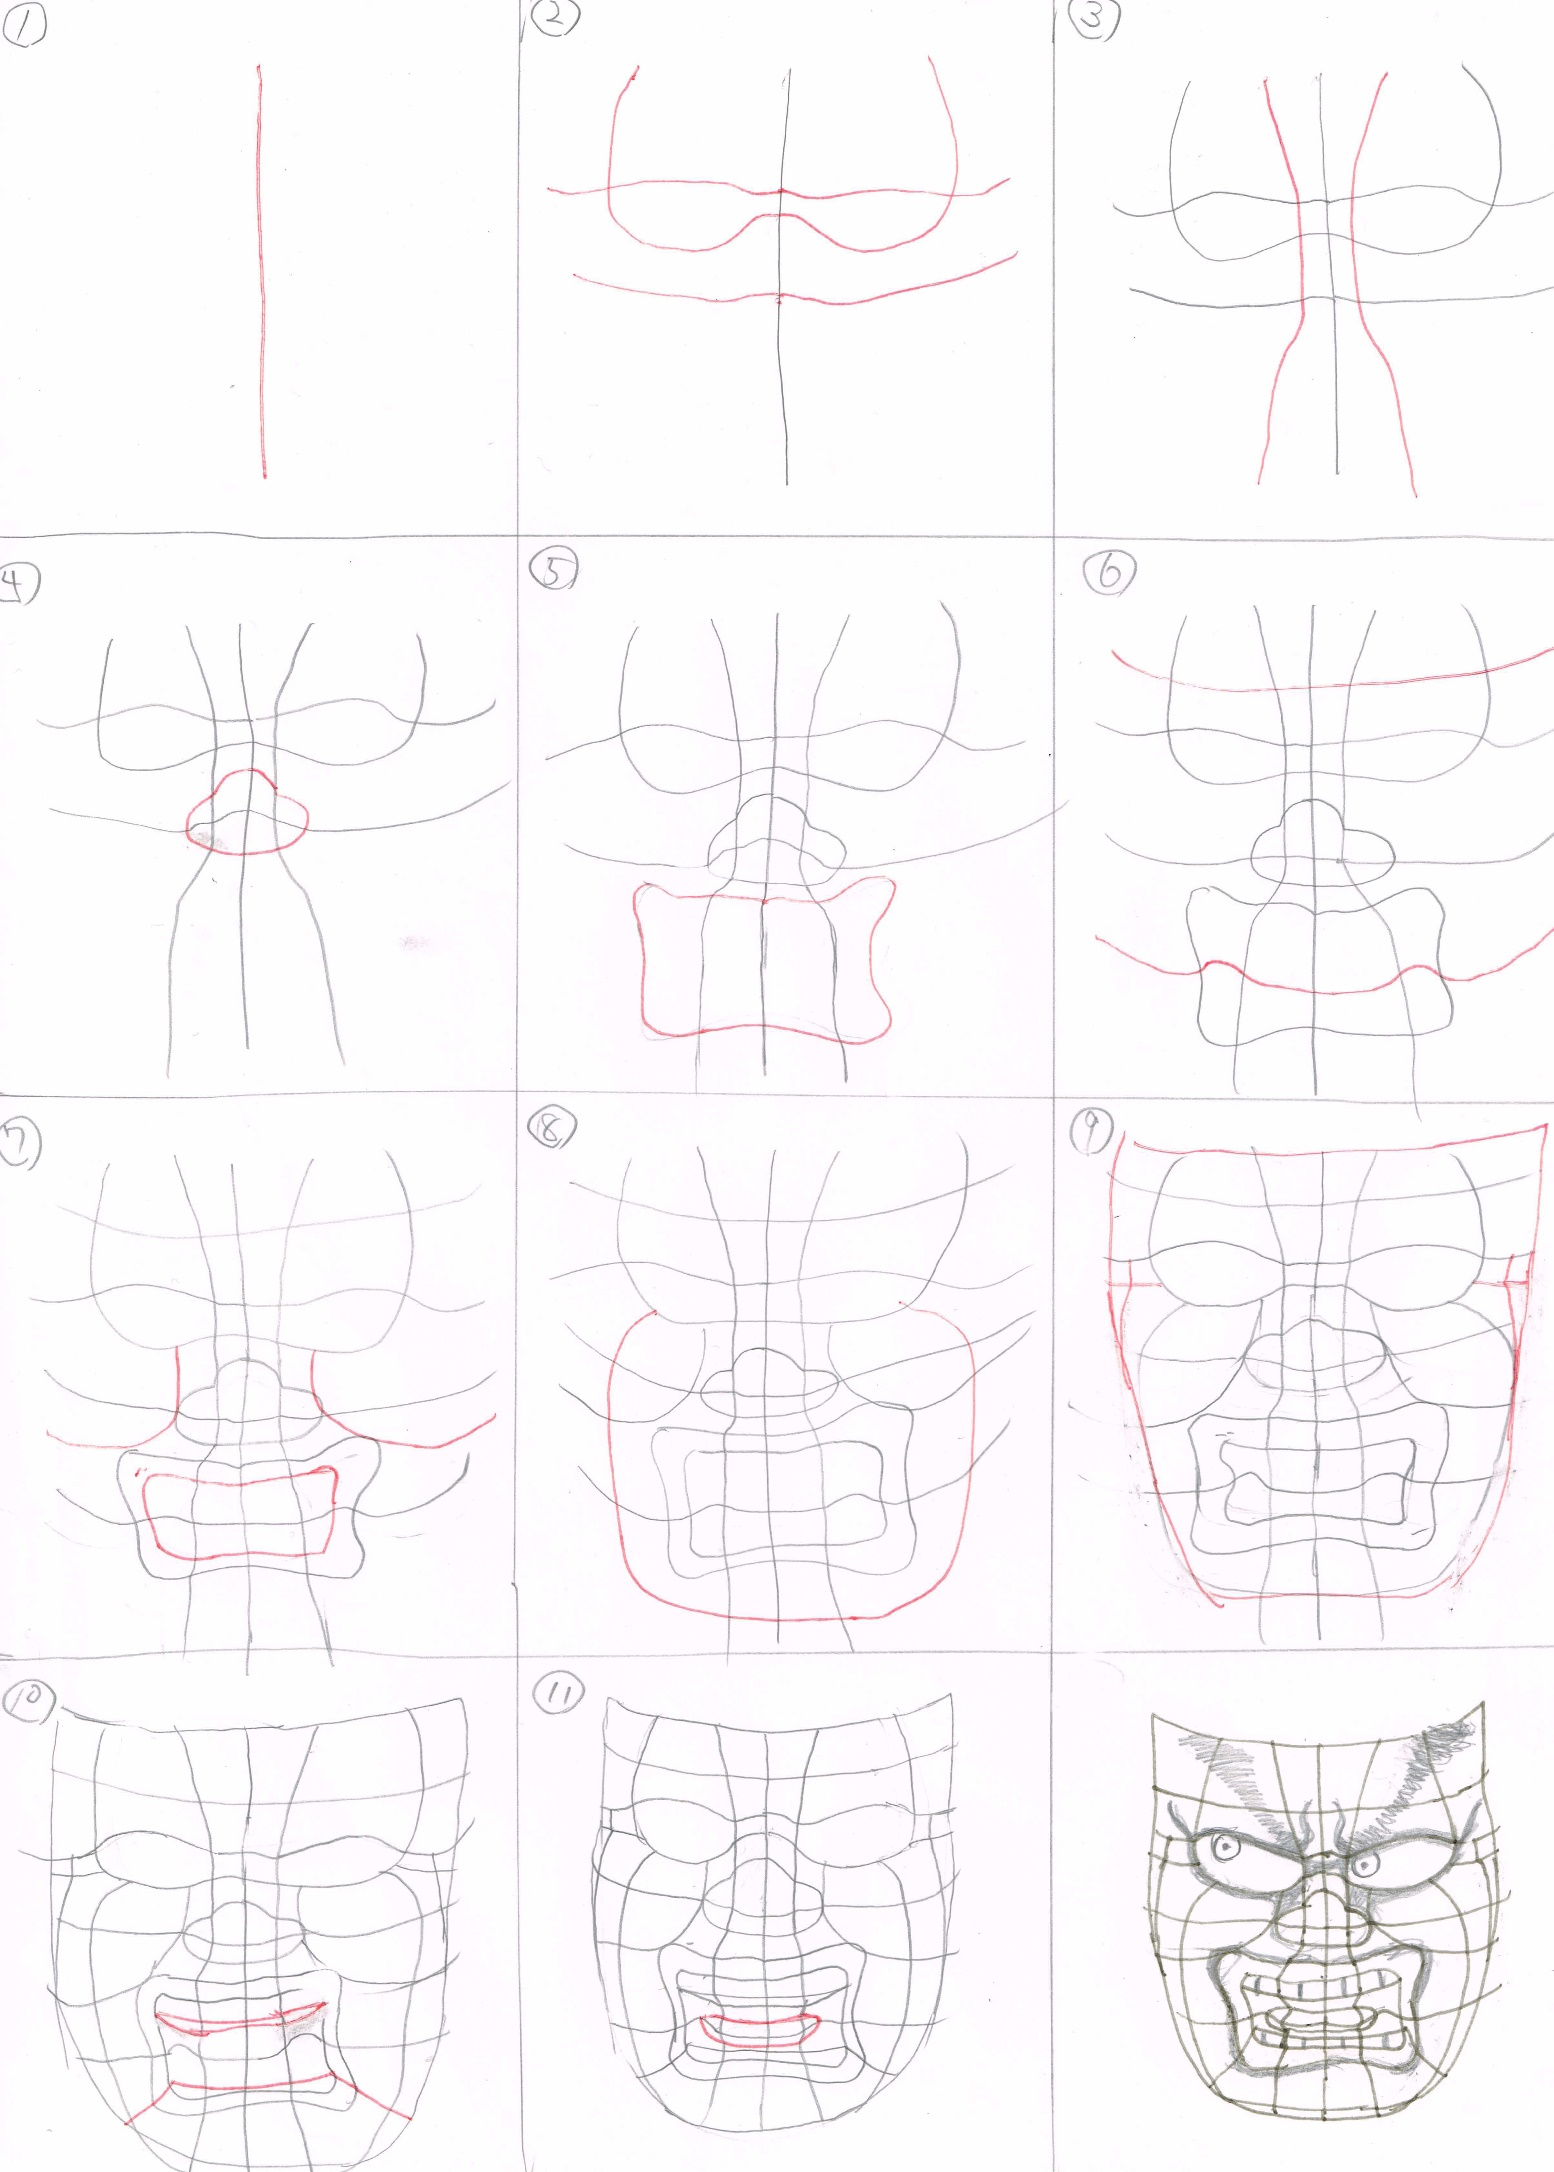 ① ② ③
④ ⑤ ⑥
⑦ ⑧ ⑨
⑩ ⑪